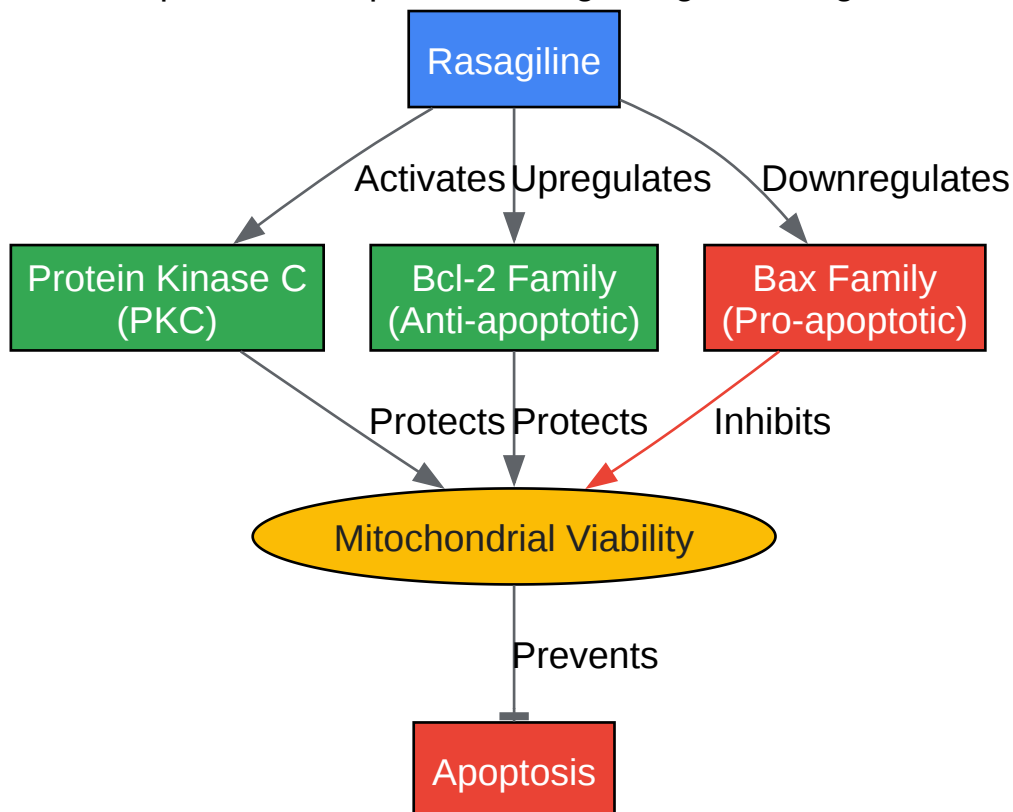 Rasagiline
Activates Upregulates Downregulates
Protein Kinase C
(PKC)
Bcl-2 Family
(Anti-apoptotic)
Bax Family
(Pro-apoptotic)
Protects Protects Inhibits
Mitochondrial Viability
Prevents
Apoptosis